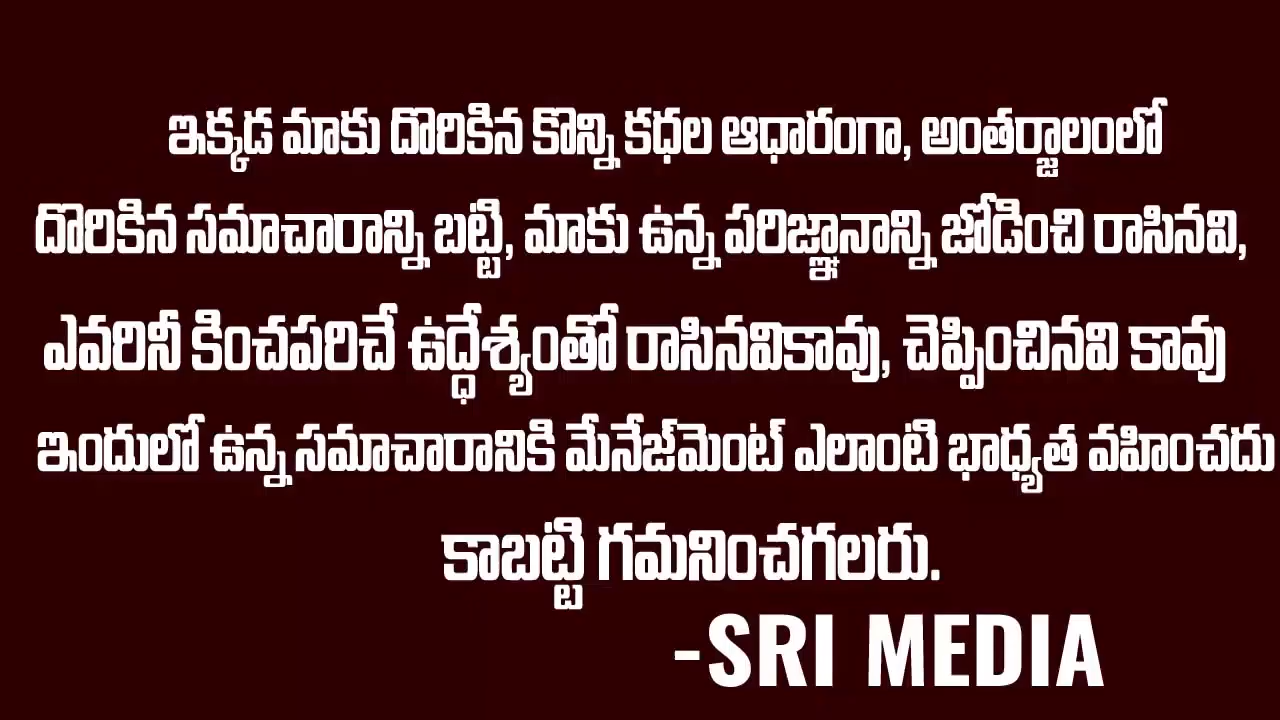 ఇక్కడ మాకు దొరికిన కొన్ని కధల ఆధారంగా, అంతర్జాలంలో
దొరికిన సమాచారాన్ని బట్టి, మాకు ఉన్న పరిజ్ఞానాన్ని జోడించి రాసినవి,
ఎవరినీ కించపరిచే ఉద్ధేశ్యంతో రాసినవికావు, చెప్పించినవి కావు
ఇందులో ఉన్న సమాచారానికి మేనేజ్‌మెంట్ ఎలాంటి భాధ్యత వహించదు
కాబట్టి గమనించగలరు.
-SRI MEDIA